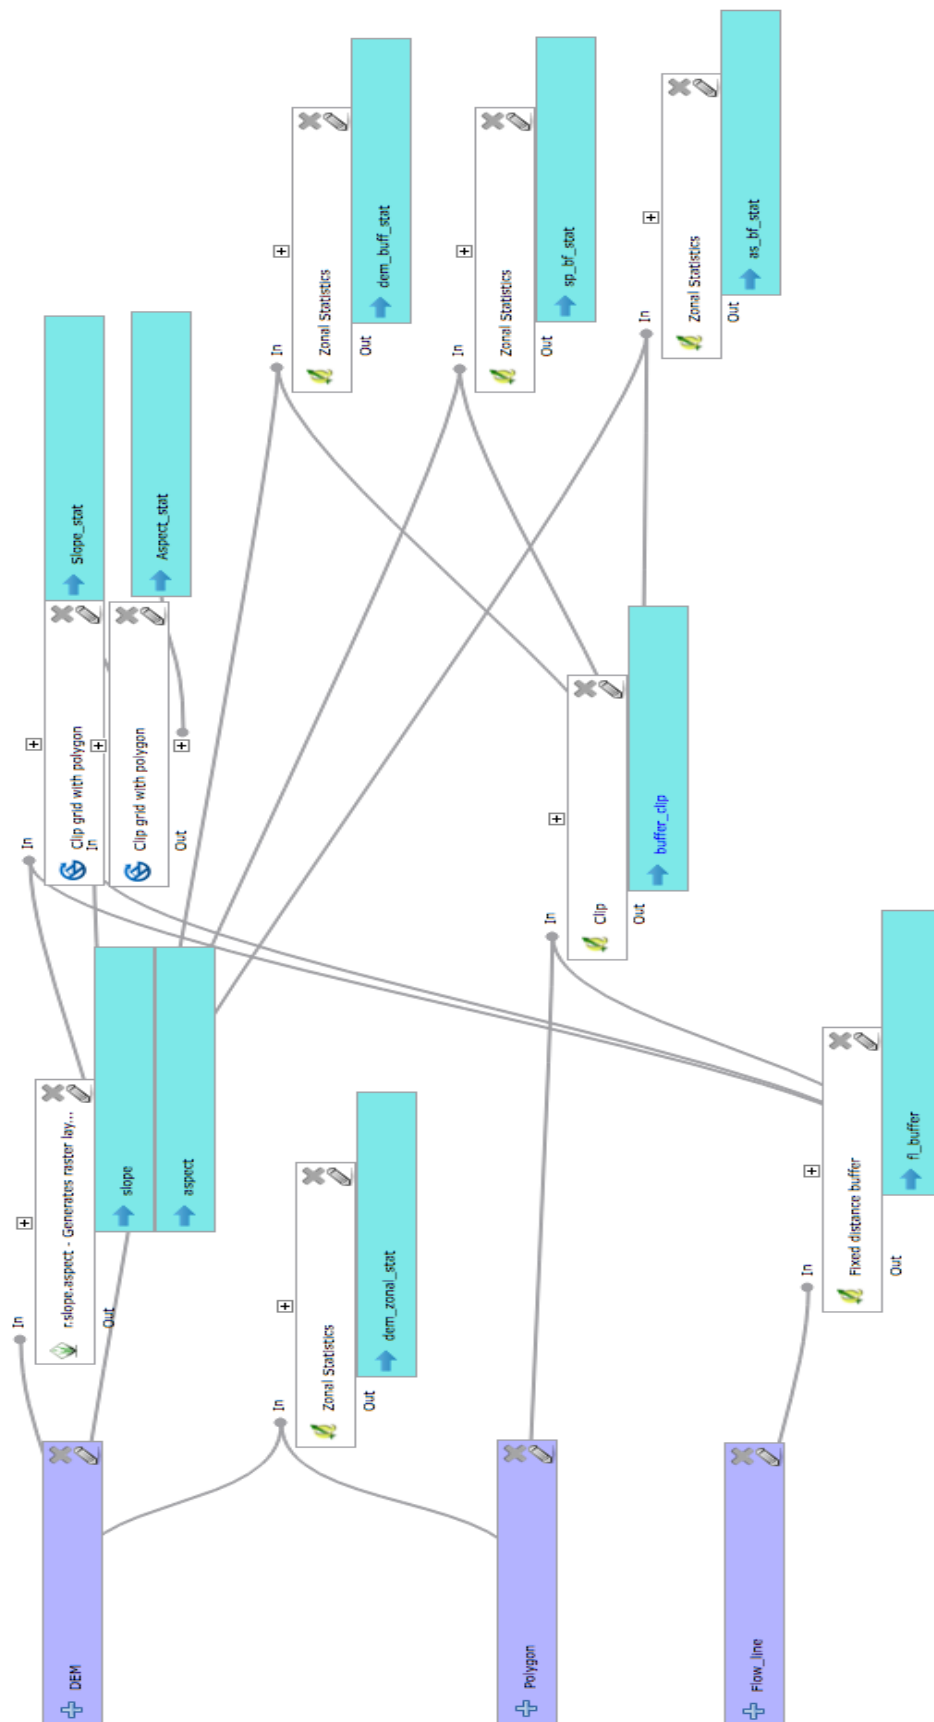 DEM
Polygon
Flow_line
In
r.slope.aspect - Generates raster lay...
Out
slope
aspect
In
Zonal Statistics
Out
dem_zonal_stat
In
Fixed distance buffer
Out
fl_buffer
In
Clip grid with polygon
Slope_stat
In
Clip grid with polygon
Out
Aspect_stat
In
Clip
Out
buffer_clip
In
Zonal Statistics
Out
dem_buff_stat
In
Zonal Statistics
Out
sp_bf_stat
In
Zonal Statistics
Out
as_bf_stat